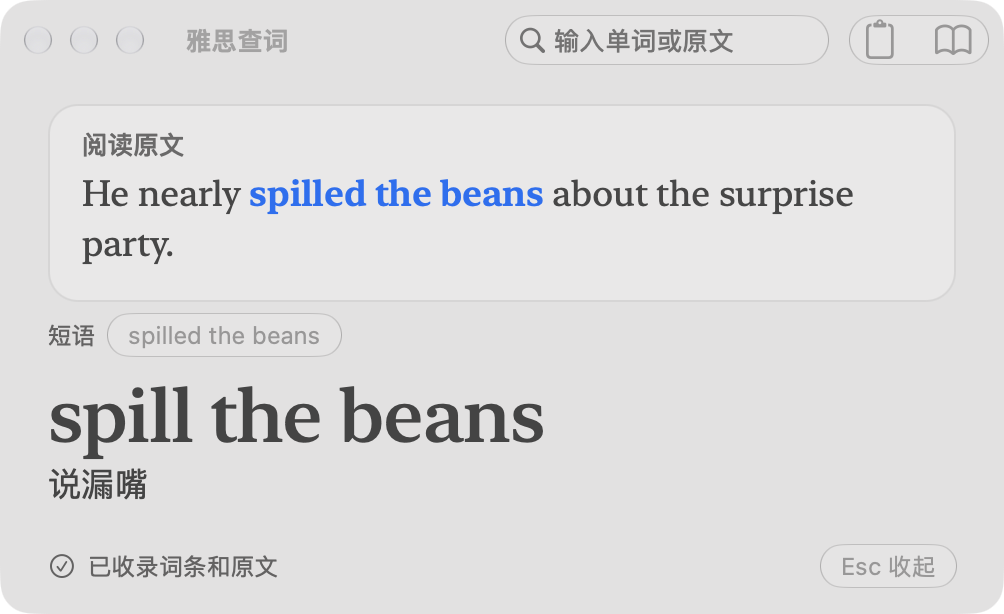 雅思查词
输入单词或原文
阅读原文
He nearly spilled the beans about the surprise
party.
短语 spilled the beans
spill the beans
说漏嘴
已收录词条和原文
Esc 收起